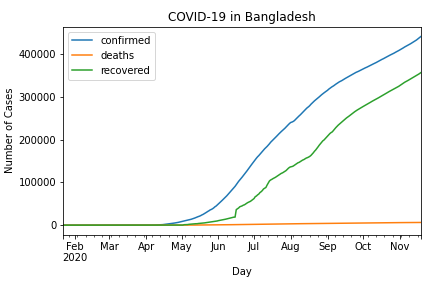 COVID-19 in Bangladesh
confirmed
deaths
recovered
Number of Cases
400000
300000
200000
100000
0
Feb Mar Apr May Jun Jul Aug Sep Oct Nov
2020
Day